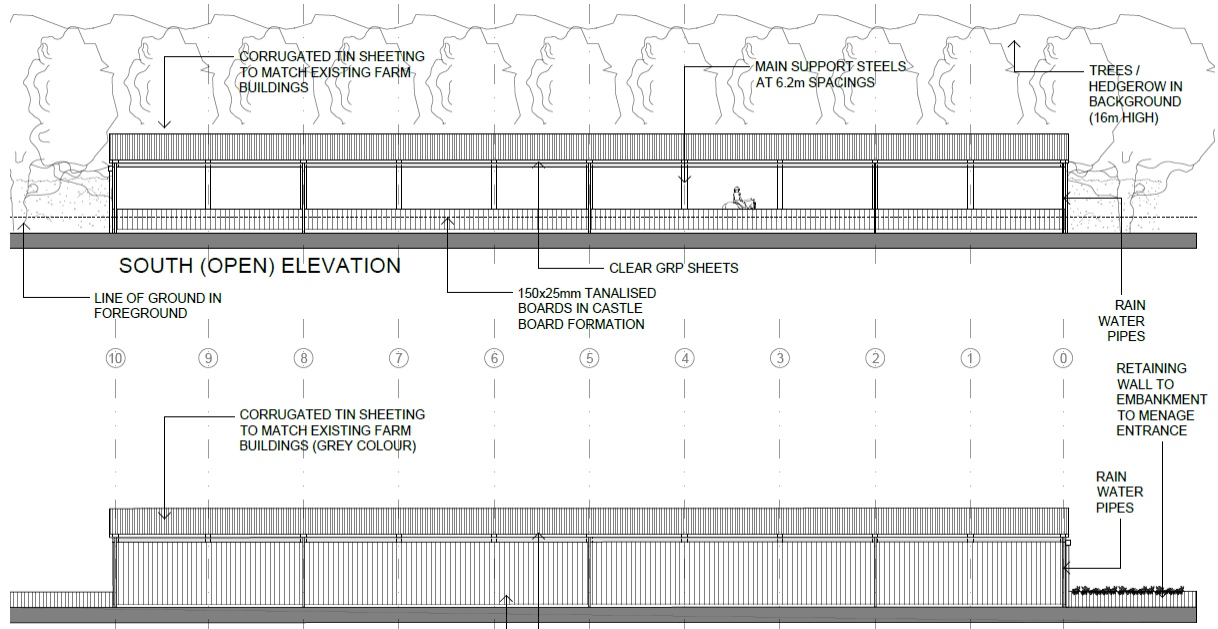 CORRUGATED TIN SHEETING
TO MATCH EXISTING FARM
BUILDINGS
MAIN SUPPORT STEELS
AT 6.2m SPACINGS
TREES /
HEDGEROW IN
BACKGROUND
(16m HIGH)
SOUTH (OPEN) ELEVATION
CLEAR GRP SHEETS
LINE OF GROUND IN
FOREGROUND
150x25mm TANALISED
BOARDS IN CASTLE
BOARD FORMATION
RAIN
WATER
PIPES
10 9 8 7 6 5 4 3 2 1 0
RETAINING
WALL TO
EMBANKMENT
TO MENAGE
ENTRANCE
CORRUGATED TIN SHEETING
TO MATCH EXISTING FARM
BUILDINGS (GREY COLOUR)
RAIN
WATER
PIPES